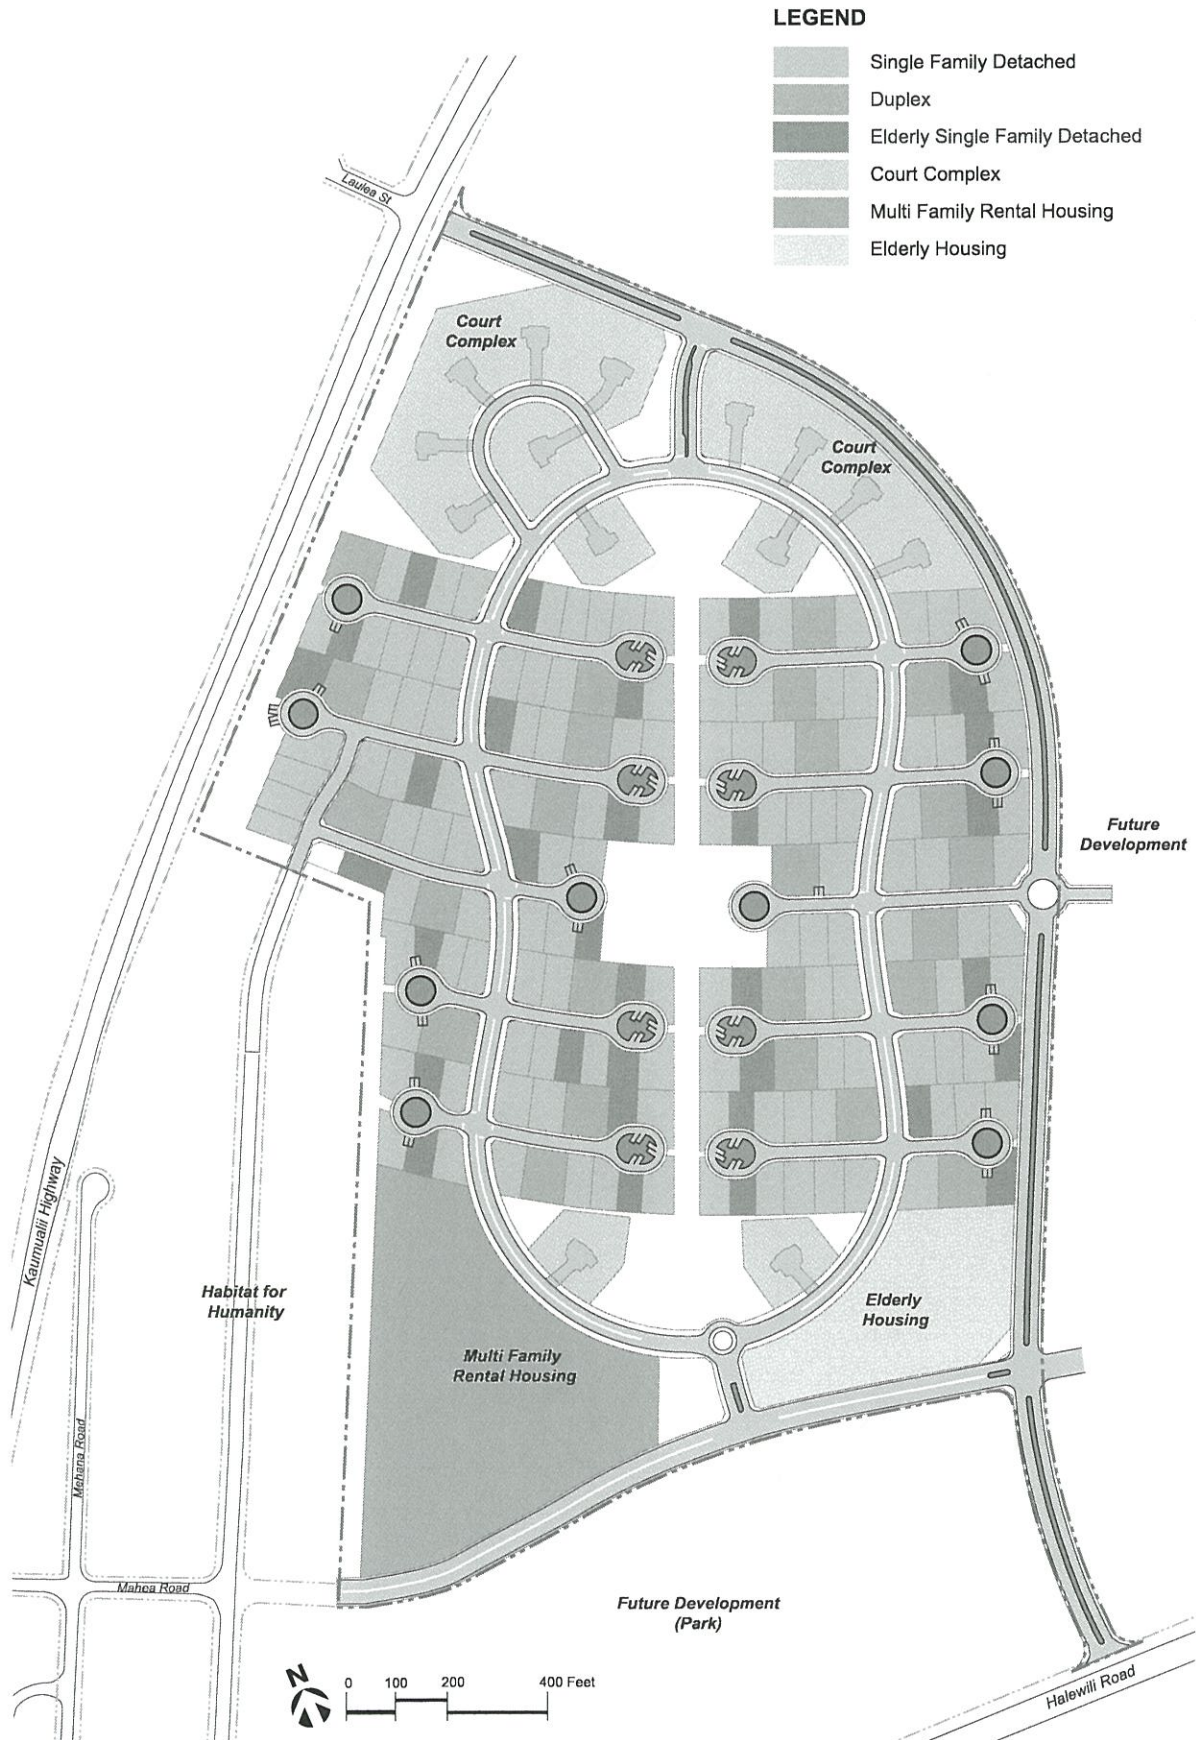 LEGEND
Single Family Detached
Duplex
Elderly Single Family Detached
Court Complex
Multi Family Rental Housing
Elderly Housing
Laulea St
Court
Complex
Court
Complex
Future
Development
Kaumualii Highway
Habitat for
Humanity
Elderly
Housing
Multi Family
Rental Housing
Mehana Road
Mahea Road
Future Development
(Park)
N
0 100 200 400 Feet
Halewili Road